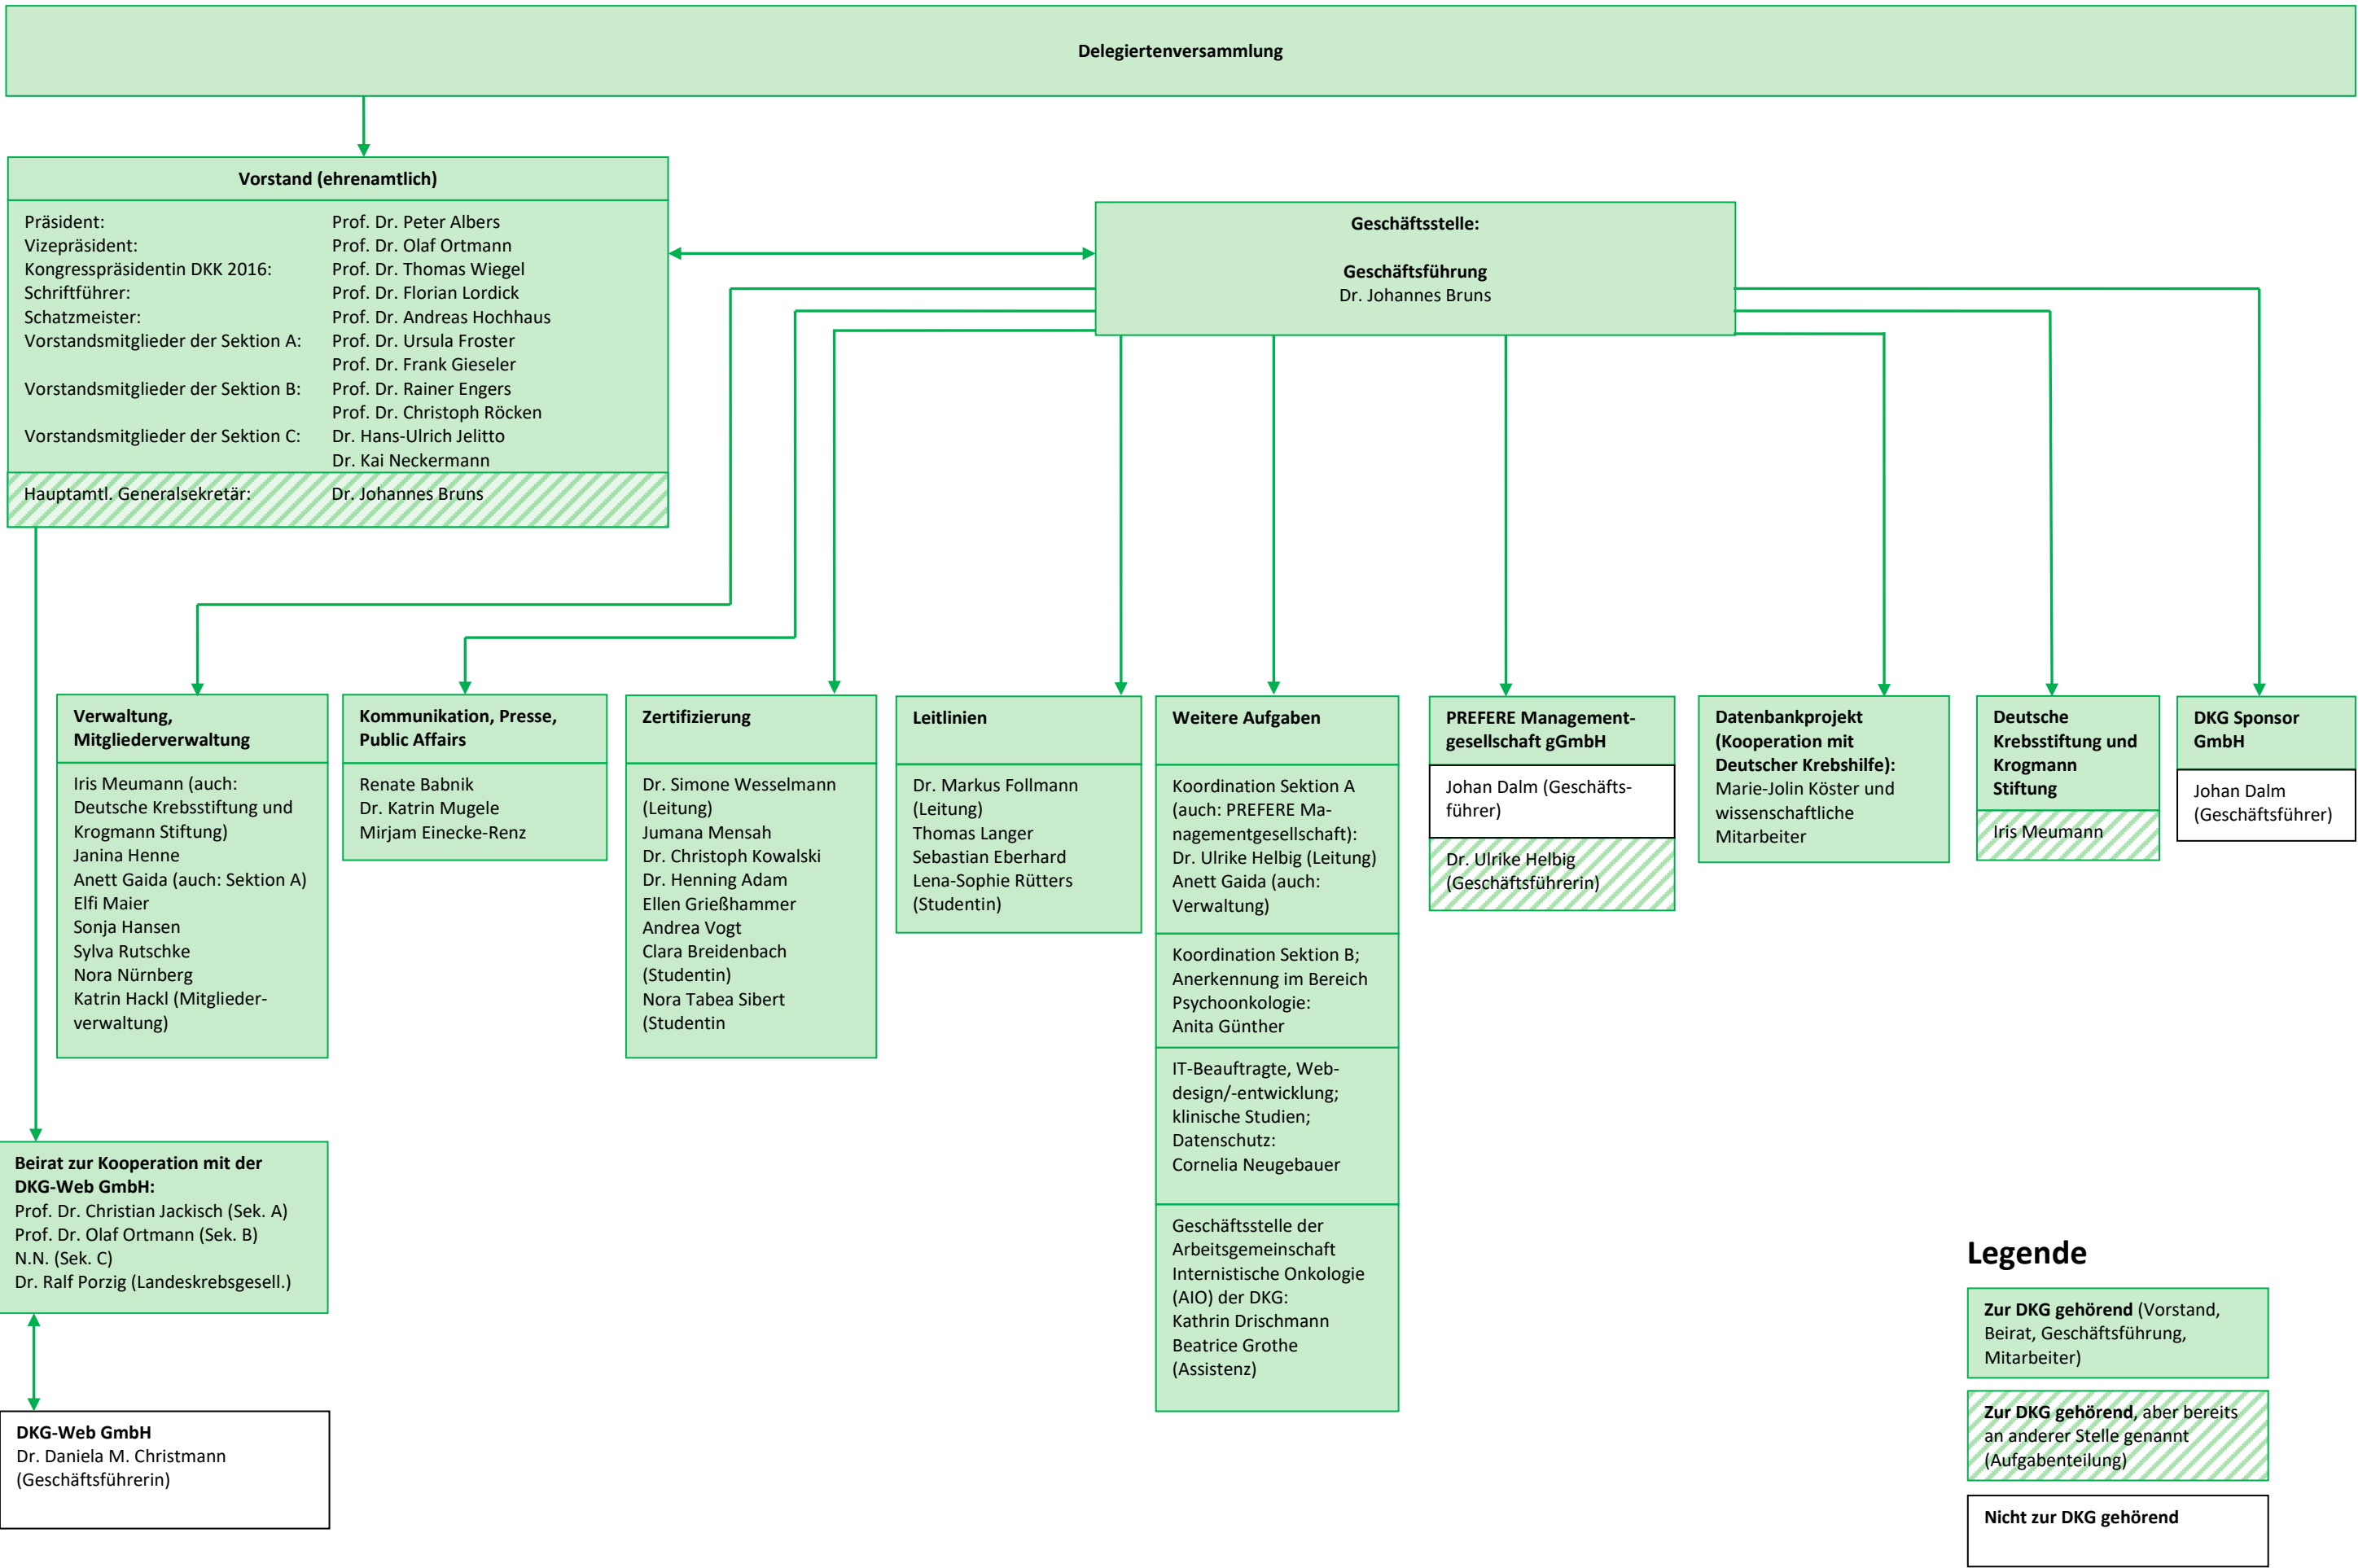 Delegiertenversammlung
Vorstand (ehrenamtlich)
Präsident: Prof. Dr. Peter Albers
Vizepräsident: Prof. Dr. Olaf Ortmann
Kongresspräsidentin DKK 2016: Prof. Dr. Thomas Wiegel
Schriftführer: Prof. Dr. Florian Lordick
Schatzmeister: Prof. Dr. Andreas Hochhaus
Vorstandsmitglieder der Sektion A: Prof. Dr. Ursula Froster
Prof. Dr. Frank Gieseler
Vorstandsmitglieder der Sektion B: Prof. Dr. Rainer Engers
Prof. Dr. Christoph Röcken
Vorstandsmitglieder der Sektion C: Dr. Hans-Ulrich Jelitto
Dr. Kai Neckermann
Hauptamtl. Generalsekretär: Dr. Johannes Bruns
Geschäftsstelle:
Geschäftsführung
Dr. Johannes Bruns
Verwaltung,
Mitgliederverwaltung
Iris Meumann (auch:
Deutsche Krebsstiftung und
Krogmann Stiftung)
Janina Henne
Anett Gaida (auch: Sektion A)
Elfi Maier
Sonja Hansen
Sylva Rutschke
Nora Nürnberg
Katrin Hackl (Mitglieder-
verwaltung)
Kommunikation, Presse,
Public Affairs
Renate Babnik
Dr. Katrin Mugele
Mirjam Einecke-Renz
Zertifizierung
Dr. Simone Wesselmann
(Leitung)
Jumana Mensah
Dr. Christoph Kowalski
Dr. Henning Adam
Ellen Grießhammer
Andrea Vogt
Clara Breidenbach
(Studentin)
Nora Tabea Sibert
(Studentin
Leitlinien
Dr. Markus Follmann
(Leitung)
Thomas Langer
Sebastian Eberhard
Lena-Sophie Rütters
(Studentin)
Weitere Aufgaben
Koordination Sektion A
(auch: PREFERE Ma-
nagementgesellschaft):
Dr. Ulrike Helbig (Leitung)
Anett Gaida (auch:
Verwaltung)
Koordination Sektion B;
Anerkennung im Bereich
Psychoonkologie:
Anita Günther
IT-Beauftragte, Web-
design/-entwicklung;
klinische Studien;
Datenschutz:
Cornelia Neugebauer
Geschäftsstelle der
Arbeitsgemeinschaft
Internistische Onkologie
(AIO) der DKG:
Kathrin Drischmann
Beatrice Grothe
(Assistenz)
PREFERE Management-
gesellschaft gGmbH
Johan Dalm (Geschäfts-
führer)
Dr. Ulrike Helbig
(Geschäftsführerin)
Datenbankprojekt
(Kooperation mit
Deutscher Krebshilfe):
Marie-Jolin Köster und
wissenschaftliche
Mitarbeiter
Deutsche
Krebsstiftung und
Krogmann
Stiftung
Iris Meumann
DKG Sponsor
GmbH
Johan Dalm
(Geschäftsführer)
Beirat zur Kooperation mit der
DKG-Web GmbH:
Prof. Dr. Christian Jackisch (Sek. A)
Prof. Dr. Olaf Ortmann (Sek. B)
N.N. (Sek. C)
Dr. Ralf Porzig (Landeskrebsgesell.)
DKG-Web GmbH
Dr. Daniela M. Christmann
(Geschäftsführerin)
Legende
Zur DKG gehörend (Vorstand,
Beirat, Geschäftsführung,
Mitarbeiter)
Zur DKG gehörend, aber bereits
an anderer Stelle genannt
(Aufgabenteilung)
Nicht zur DKG gehörend